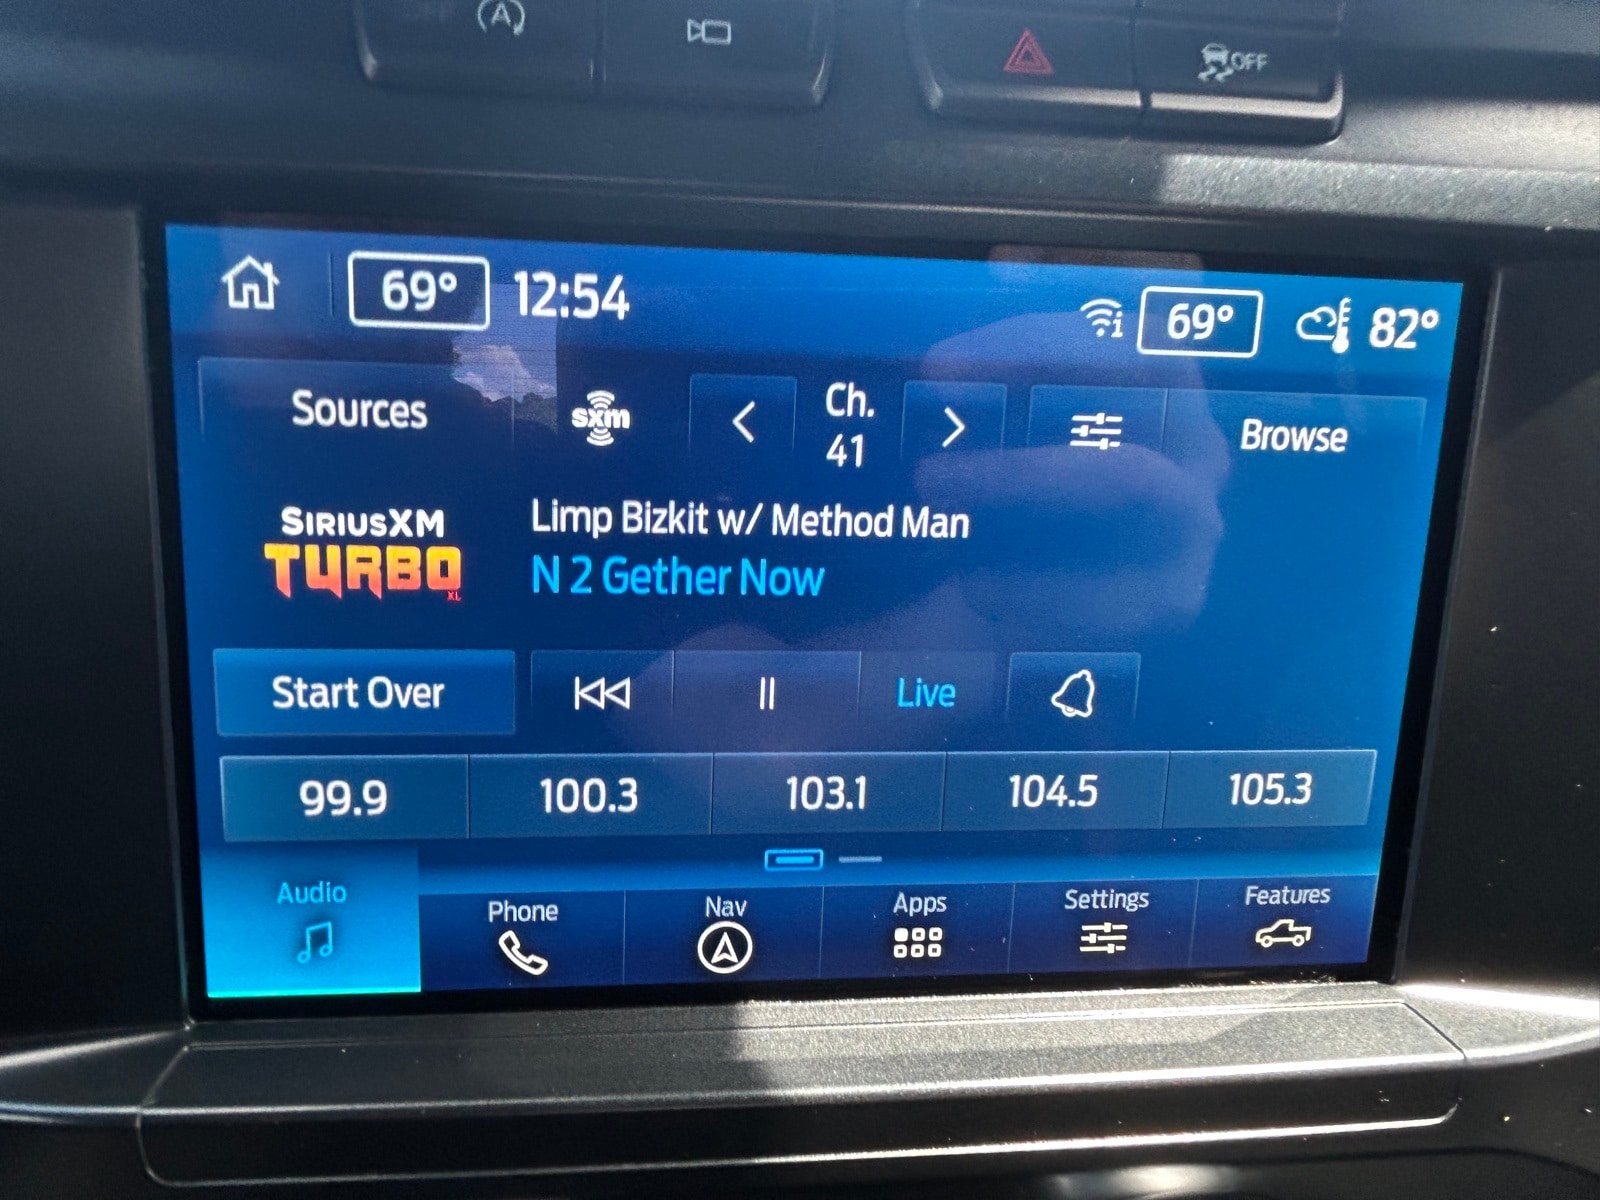 A
OFF
69° 12:54
69° 82°
Sources
sxm
Ch.
41
Browse
SIRIUSXM
TURBO
XL
Limp Bizkit w/ Method Man
N 2 Gether Now
Start Over
Live
99.9
100.3
103.1
104.5
105.3
Audio
Phone
Nav
Apps
Settings
Features